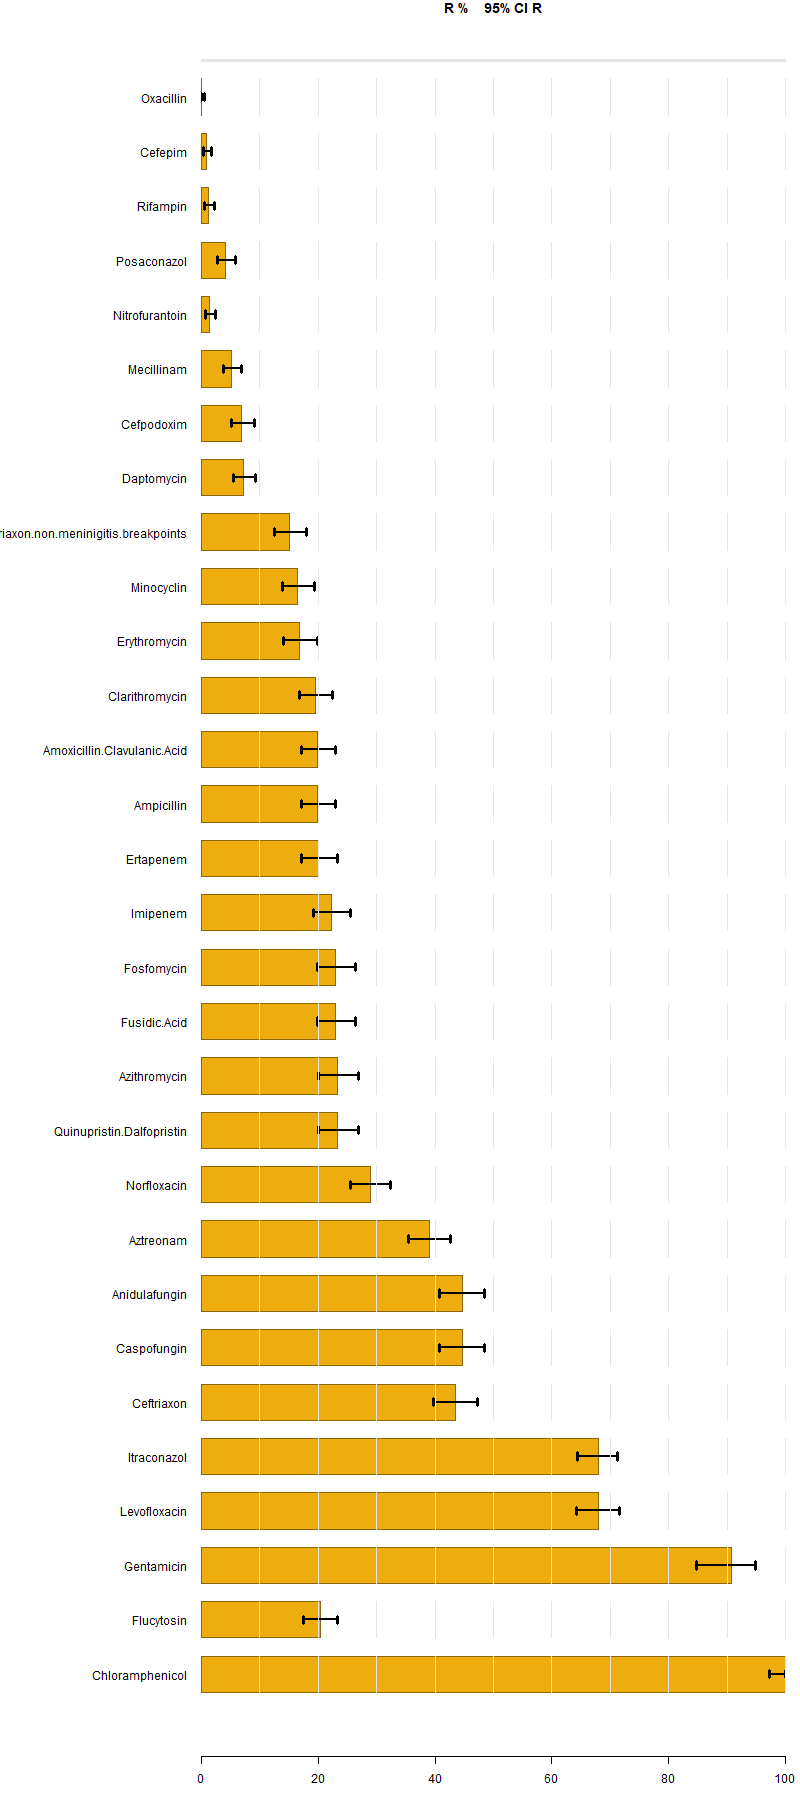 R %    95% CI R
Oxacillin
Cefepim
Rifampin
Posaconazol
Nitrofurantoin
Mecillinam
Cefpodoxim
Daptomycin
riaxon.non.meninigitis.breakpoints
Minocyclin
Erythromycin
Clarithromycin
Amoxicillin.Clavulanic.Acid
Ampicillin
Ertapenem
Imipenem
Fosfomycin
Fusidic.Acid
Azithromycin
Quinupristin.Dalfopristin
Norfloxacin
Aztreonam
Anidulafungin
Caspofungin
Ceftriaxon
Itraconazol
Levofloxacin
Gentamicin
Flucytosin
Chloramphenicol
0 20 40 60 80 100